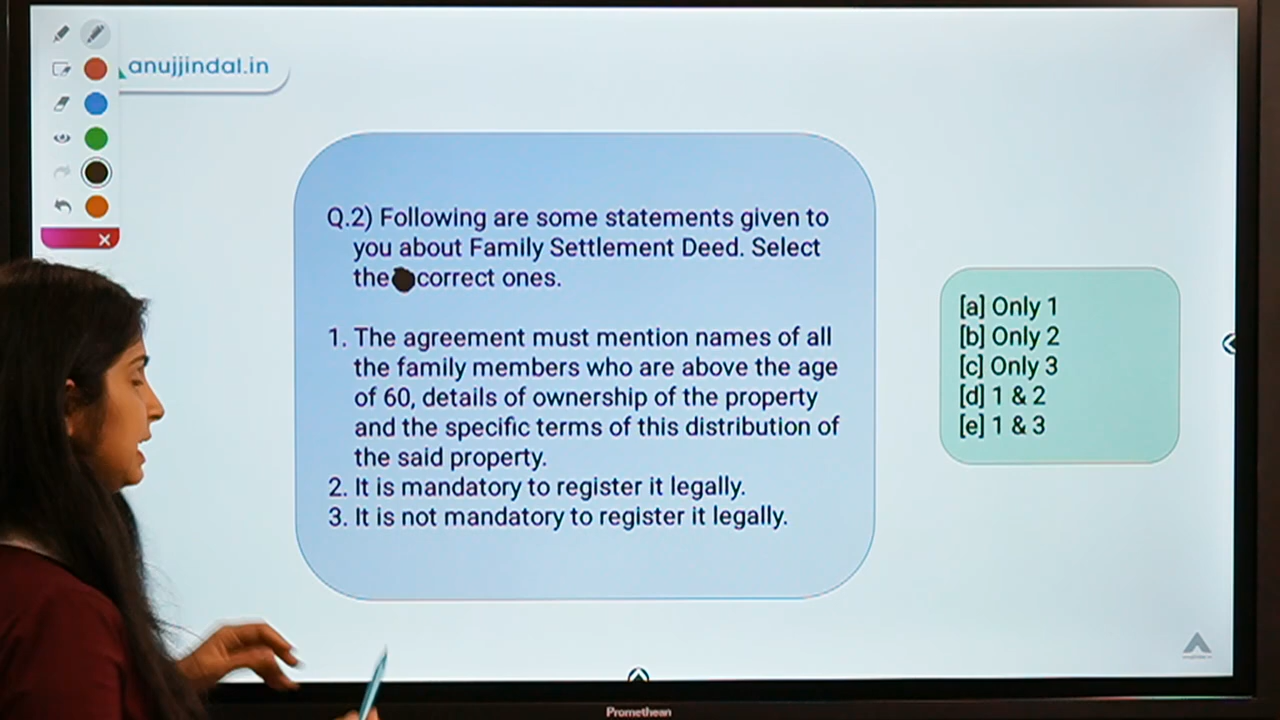 anujjindal.in
Q.2) Following are some statements given to
you about Family Settlement Deed. Select
the correct ones.
1. The agreement must mention names of all
the family members who are above the age
of 60, details of ownership of the property
and the specific terms of this distribution of
the said property.
2. It is mandatory to register it legally.
3. It is not mandatory to register it legally.
[a] Only 1
[b] Only 2
[c] Only 3
[d] 1 & 2
[e] 1 & 3
Promethean